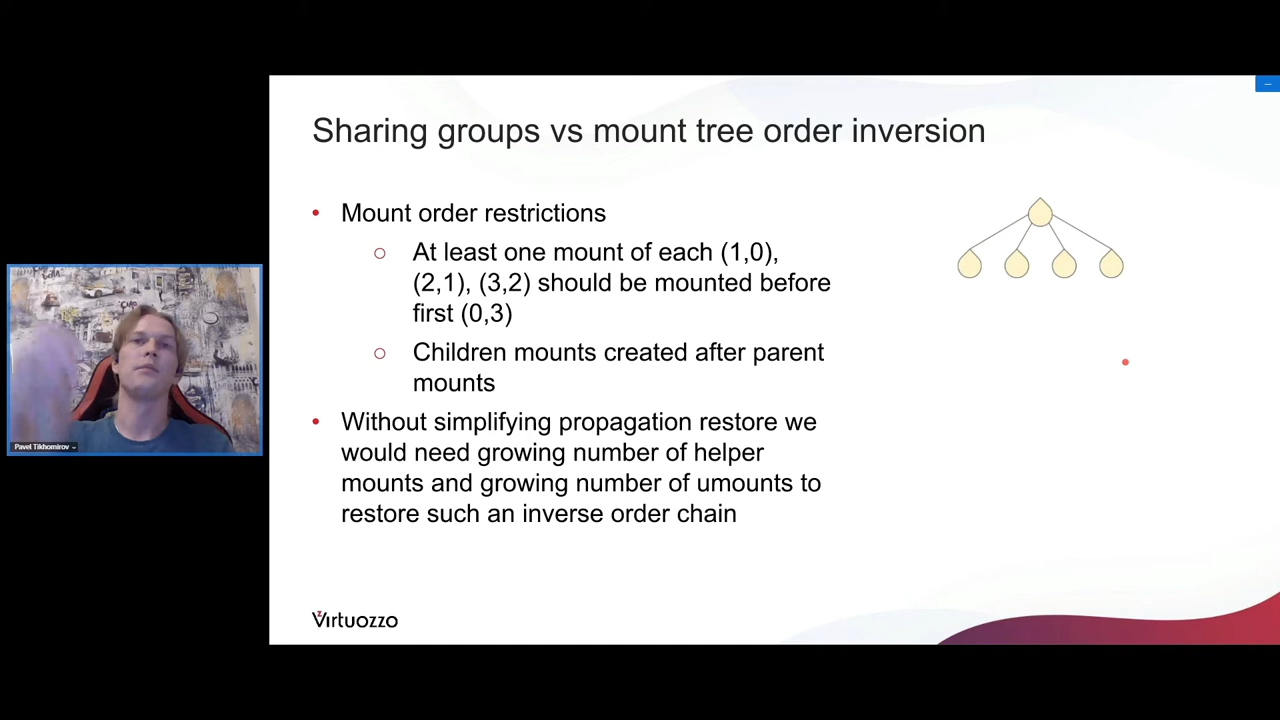 Sharing groups vs mount tree order inversion
• Mount order restrictions
○ At least one mount of each (1,0),
(2,1), (3,2) should be mounted before
first (0,3)
○ Children mounts created after parent
mounts
• Without simplifying propagation restore we
would need growing number of helper
mounts and growing number of umounts to
restore such an inverse order chain
Pavel Tikhomirov
Virtuozzo